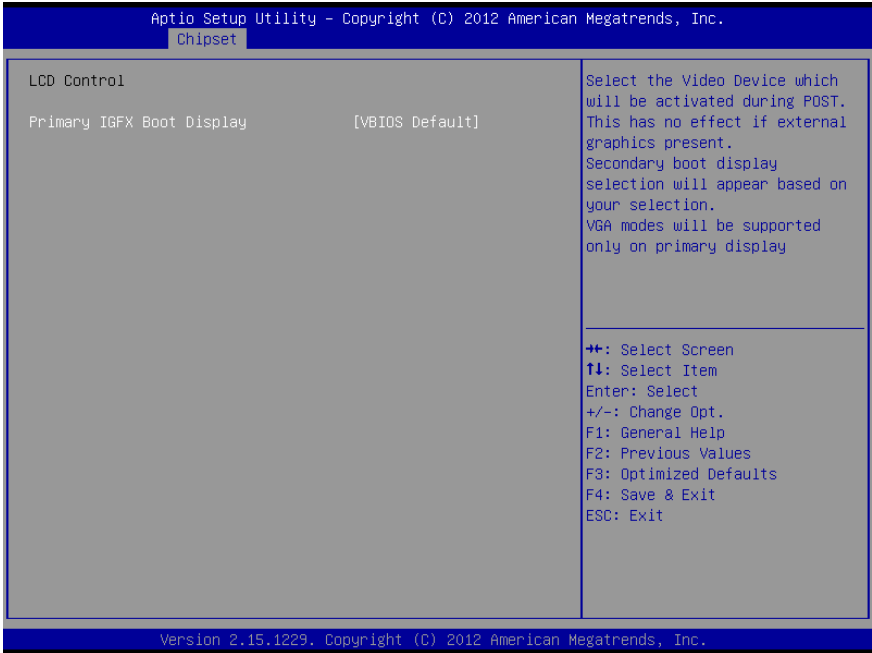 Aptio Setup Utility – Copyright (C) 2012 American Megatrends, Inc.
Chipset
LCD Control
Primary IGFX Boot Display [VBIOS Default]
Select the Video Device which
will be activated during POST.
This has no effect if external
graphics present.
Secondary boot display
selection will appear based on
your selection.
VGA modes will be supported
only on primary display
→←: Select Screen
↑↓: Select Item
Enter: Select
+/-: Change Opt.
F1: General Help
F2: Previous Values
F3: Optimized Defaults
F4: Save & Exit
ESC: Exit
Version 2.15.1229. Copyright (C) 2012 American Megatrends, Inc.